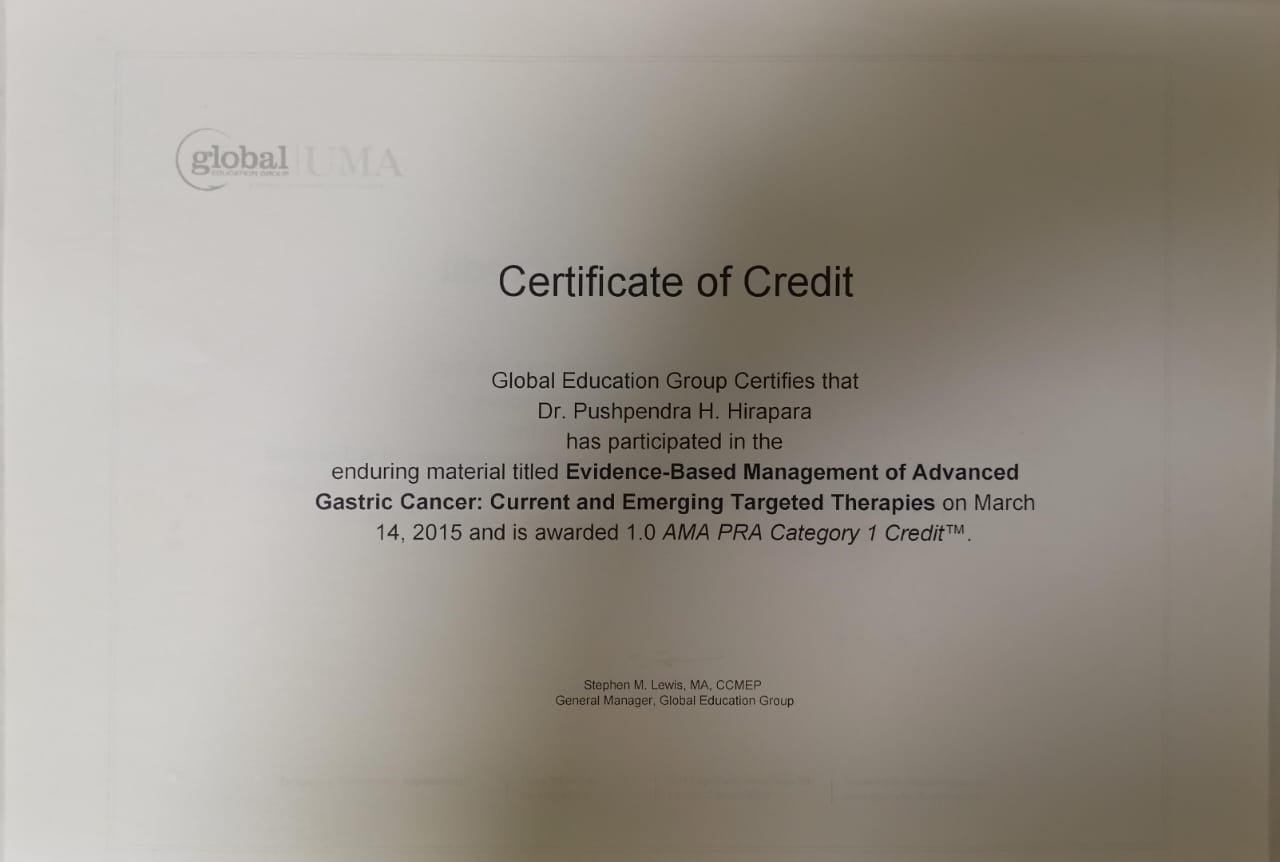 global
EDUCATION GROUP
UMA
Certificate of Credit
Global Education Group Certifies that
Dr. Pushpendra H. Hirapara
has participated in the
enduring material titled Evidence-Based Management of Advanced
Gastric Cancer: Current and Emerging Targeted Therapies on March
14, 2015 and is awarded 1.0 AMA PRA Category 1 Credit™.
Stephen M. Lewis, MA, CCMEP
General Manager, Global Education Group